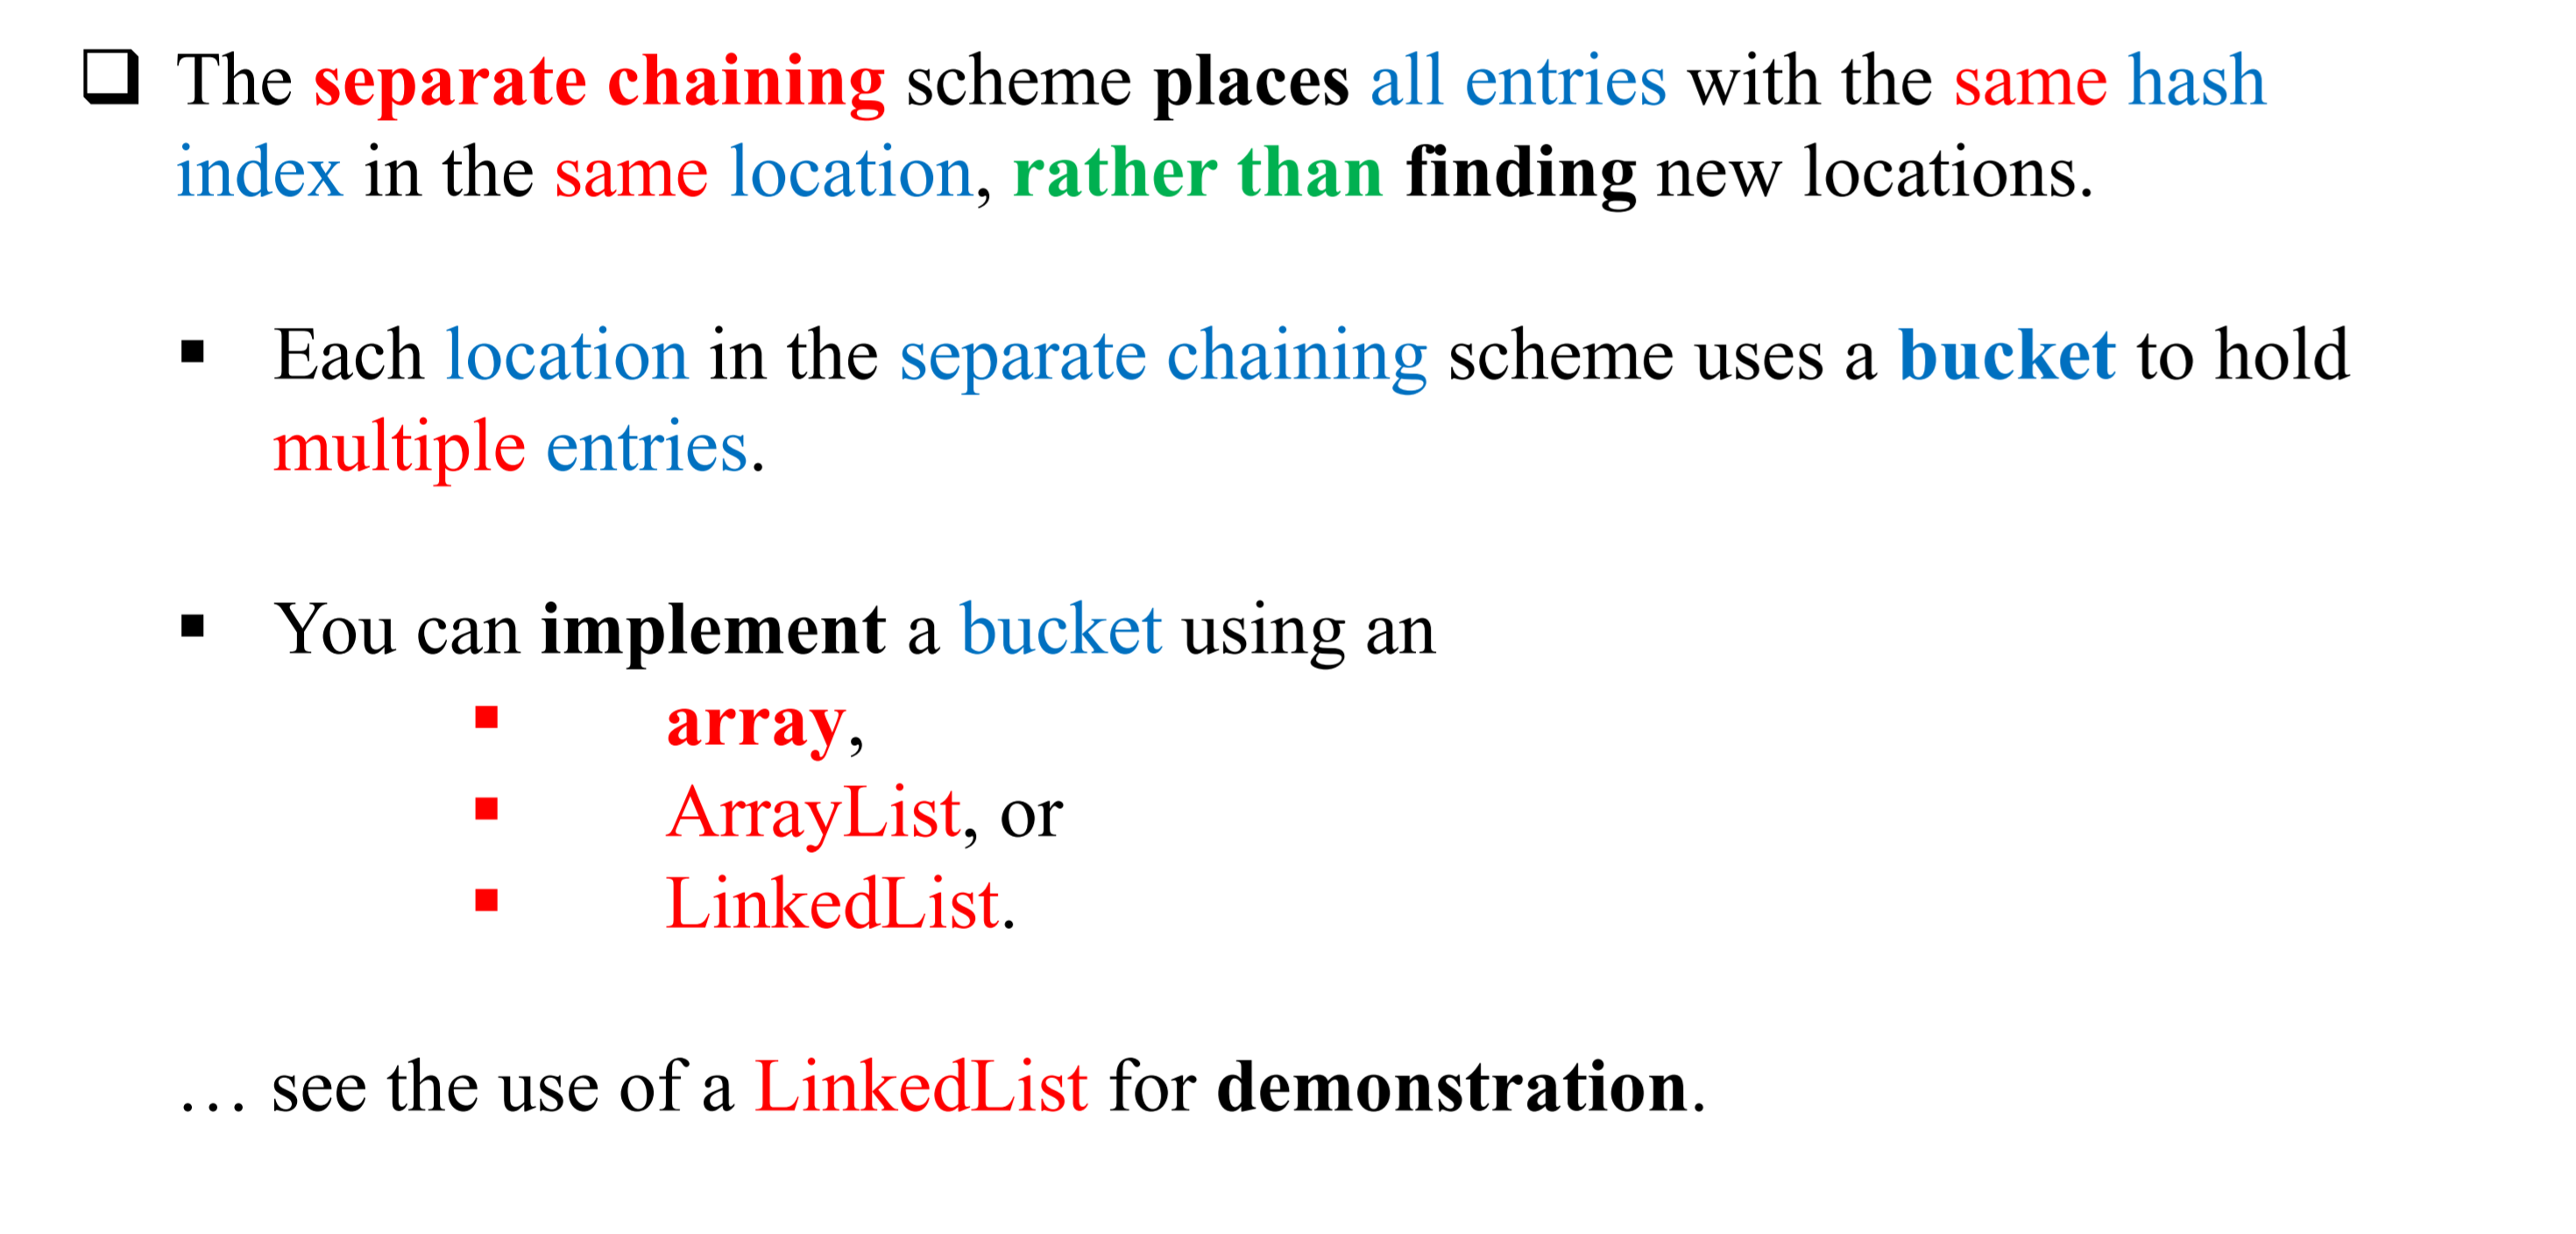 ❑ The separate chaining scheme places all entries with the same hash
index in the same location, rather than finding new locations.
▪ Each location in the separate chaining scheme uses a bucket to hold
multiple entries.
▪ You can implement a bucket using an
▪ array,
▪ ArrayList, or
▪ LinkedList.
… see the use of a LinkedList for demonstration.